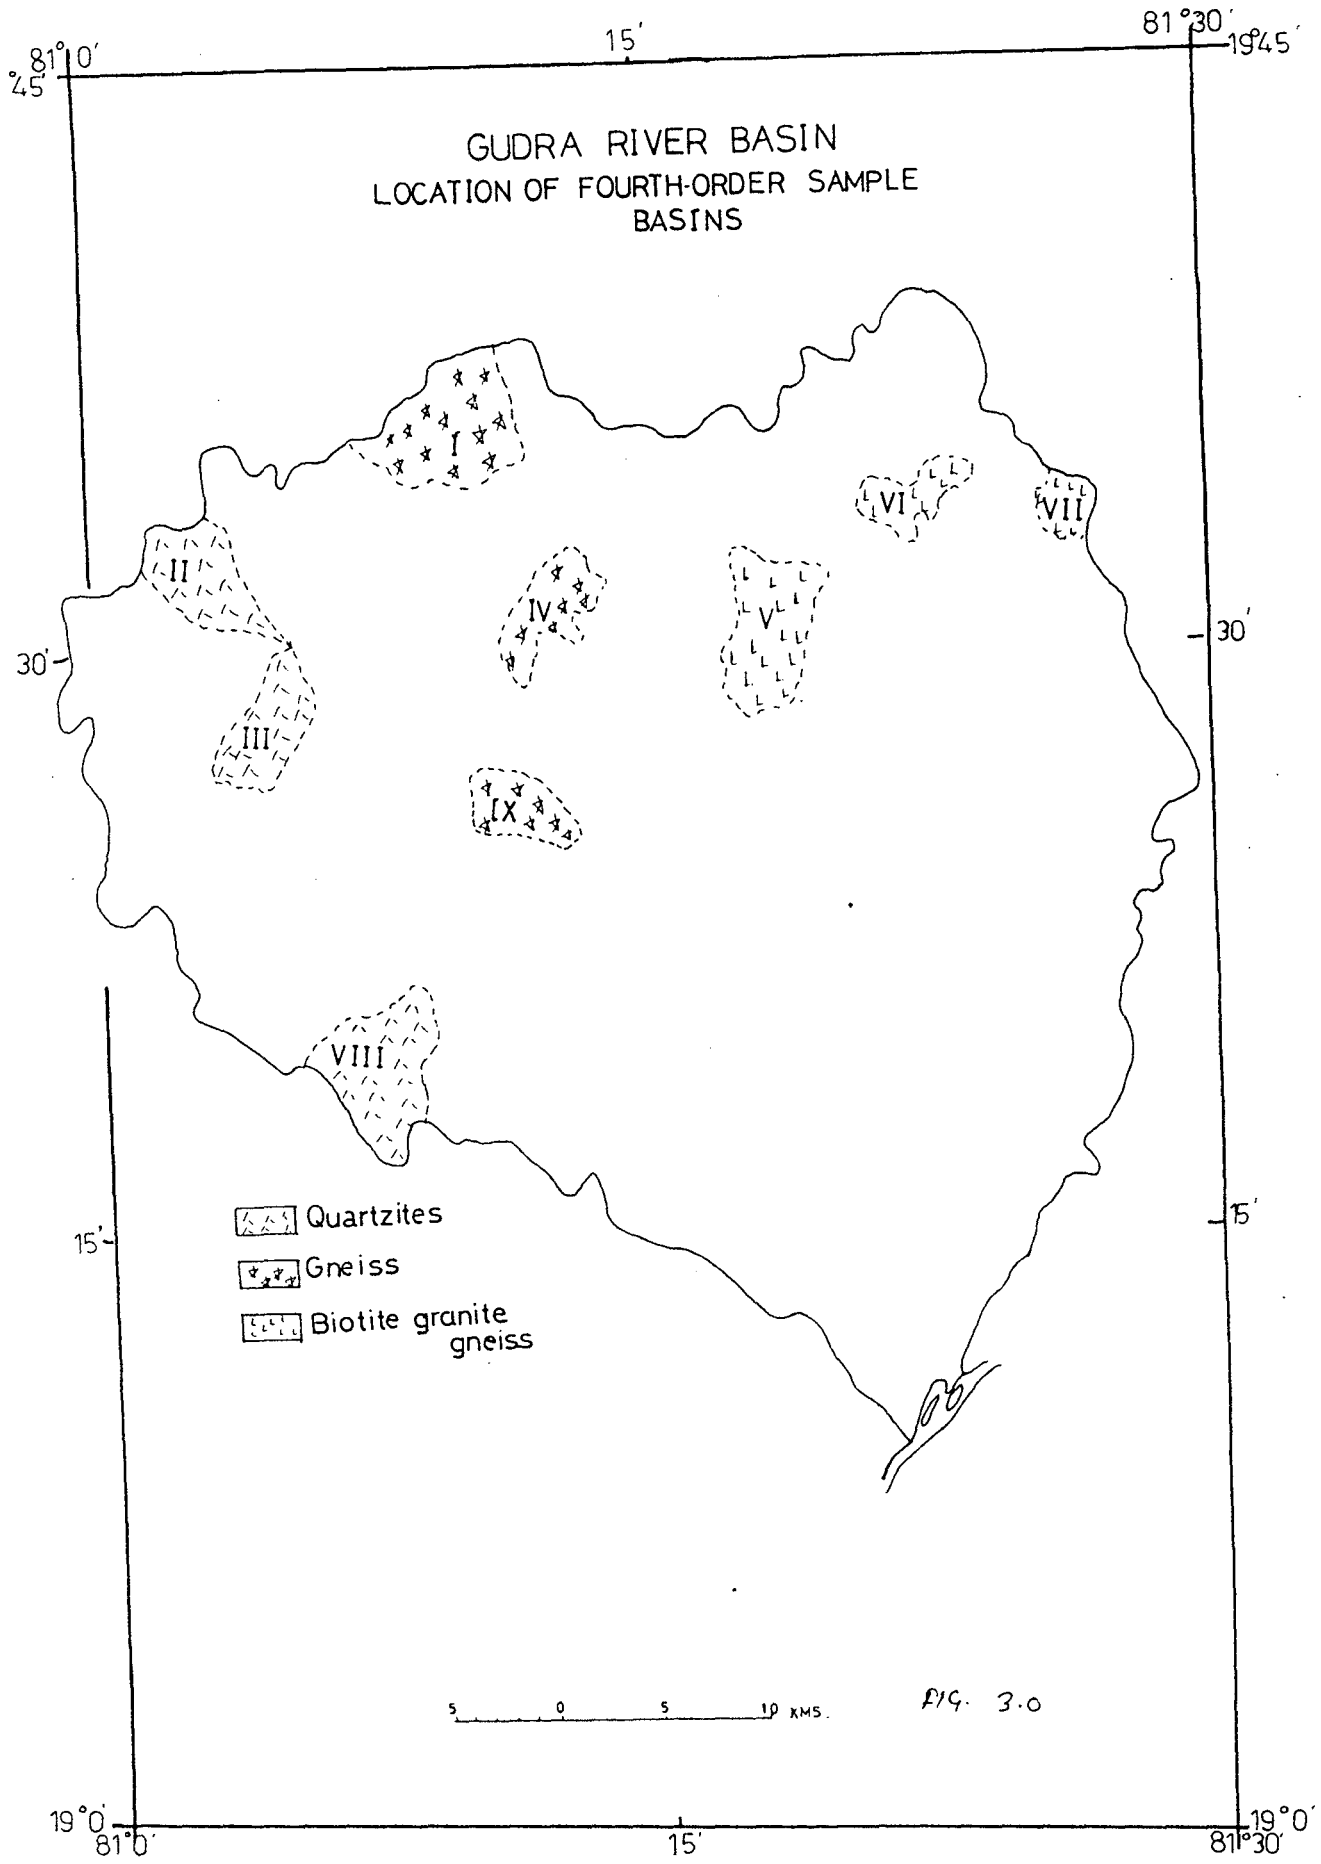 81°0' 15' 81°30'
°45' 19°45'
GUDRA RIVER BASIN
LOCATION OF FOURTH-ORDER SAMPLE
BASINS
I
II
III
IV
V
VI
VII
VIII
IX
30' 30'
15' 15'
Quartzites
Gneiss
Biotite granite
gneiss
5 0 5 10 KMS.
FIG. 3.0
19°0' 19°0'
81°0' 15' 81°30'